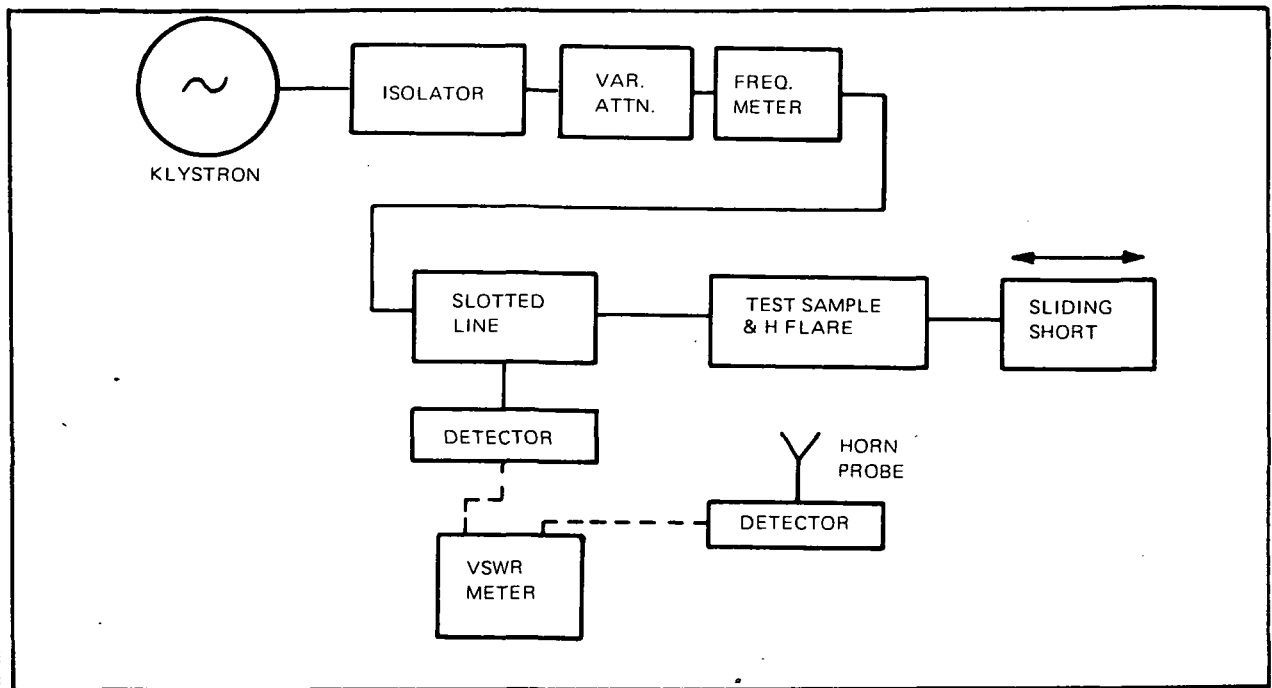 KLYSTRON
ISOLATOR
VAR.
ATTN.
FREQ.
METER
SLOTTED
LINE
TEST SAMPLE
& H FLARE
SLIDING
SHORT
DETECTOR
HORN
PROBE
DETECTOR
VSWR
METER